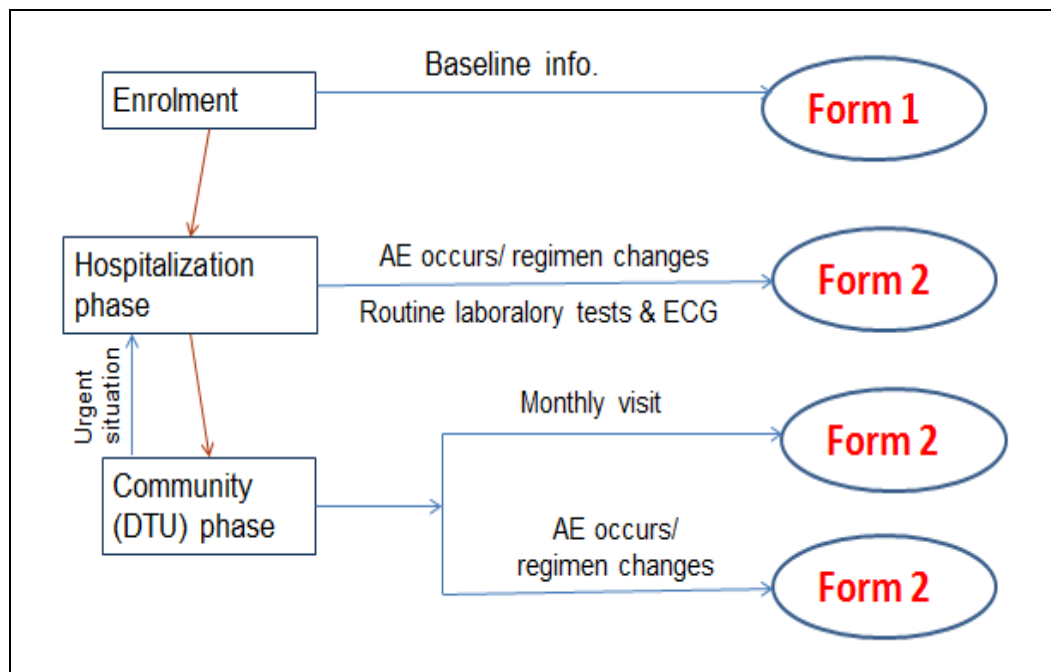 Baseline info.
Enrolment
Form 1
Hospitalization
phase
AE occurs/ regimen changes
Routine laboralory tests & ECG
Form 2
Urgent
situation
Monthly visit
Form 2
Community
(DTU) phase
AE occurs/
regimen changes
Form 2